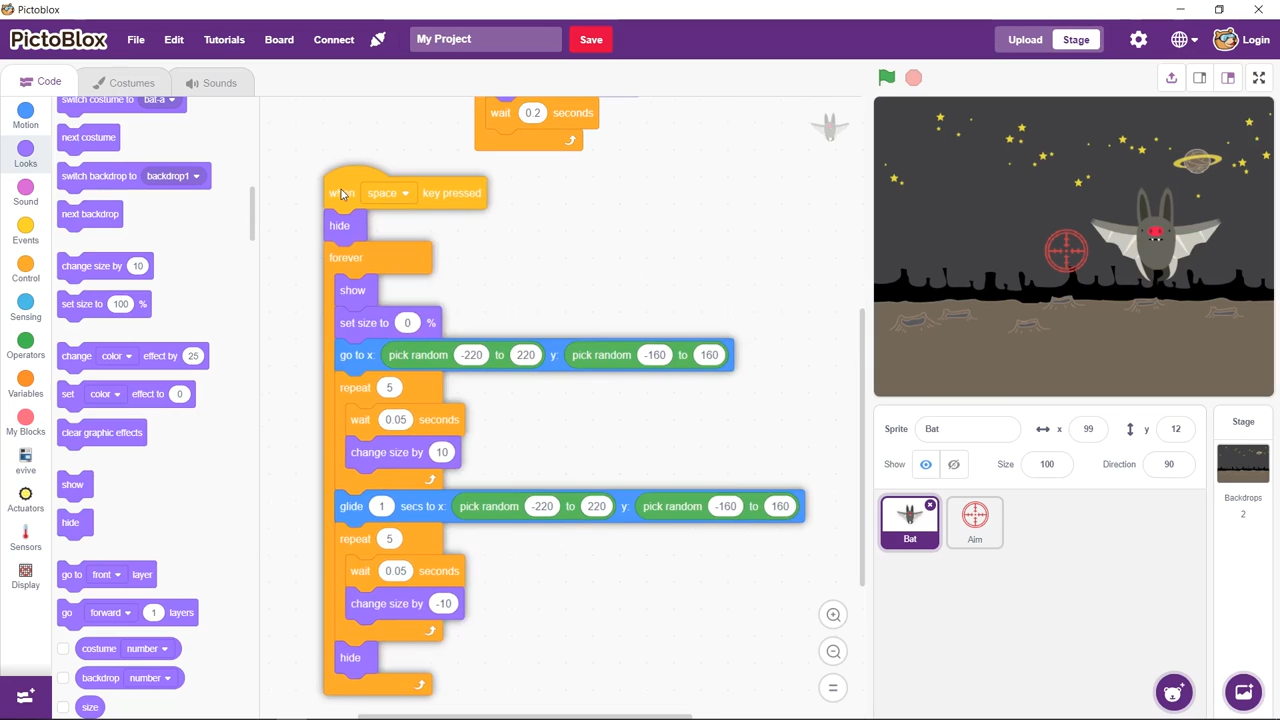 Pictoblox
PictoBlox
File Edit Tutorials Board Connect My Project Save Upload Stage Login
Code Costumes Sounds
Motion
Looks
Sound
Events
Control
Sensing
Operators
Variables
My Blocks
evive
Actuators
Sensors
Display
switch costume to bat-a
next costume
switch backdrop to backdrop1
next backdrop
change size by 10
set size to 100 %
change color effect by 25
set color effect to 0
clear graphic effects
show
hide
go to front layer
go forward 1 layers
costume number
backdrop number
size
wait 0.2 seconds
when space key pressed
hide
forever
show
set size to 0 %
go to x: pick random -220 to 220 y: pick random -160 to 160
repeat 5
wait 0.05 seconds
change size by 10
glide 1 secs to x: pick random -220 to 220 y: pick random -160 to 160
repeat 5
wait 0.05 seconds
change size by -10
hide
Sprite Bat x 99 y 12
Show Size 100 Direction 90
Bat
Aim
Stage
Backdrops
2